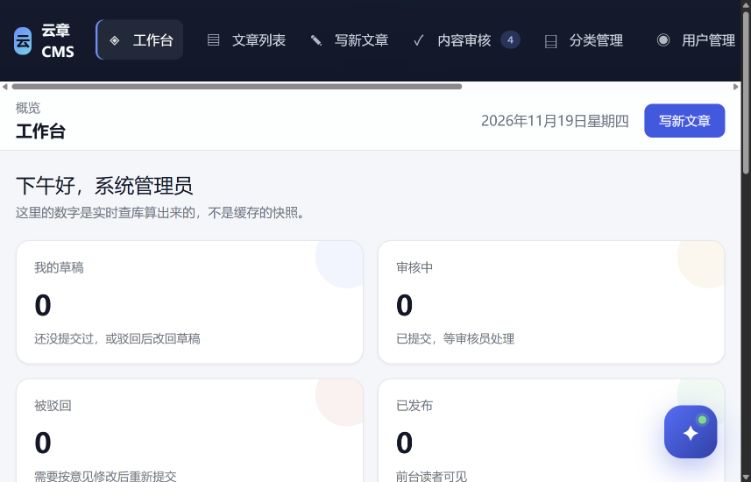 云
云章
CMS
工作台
文章列表
写新文章
内容审核 4
分类管理
用户管理
概览
工作台
2026年11月19日星期四
写新文章
下午好，系统管理员
这里的数字是实时查库算出来的，不是缓存的快照。
我的草稿
0
还没提交过，或驳回后改回草稿
审核中
0
已提交，等审核员处理
被驳回
0
需要按意见修改后重新提交
已发布
0
前台读者可见